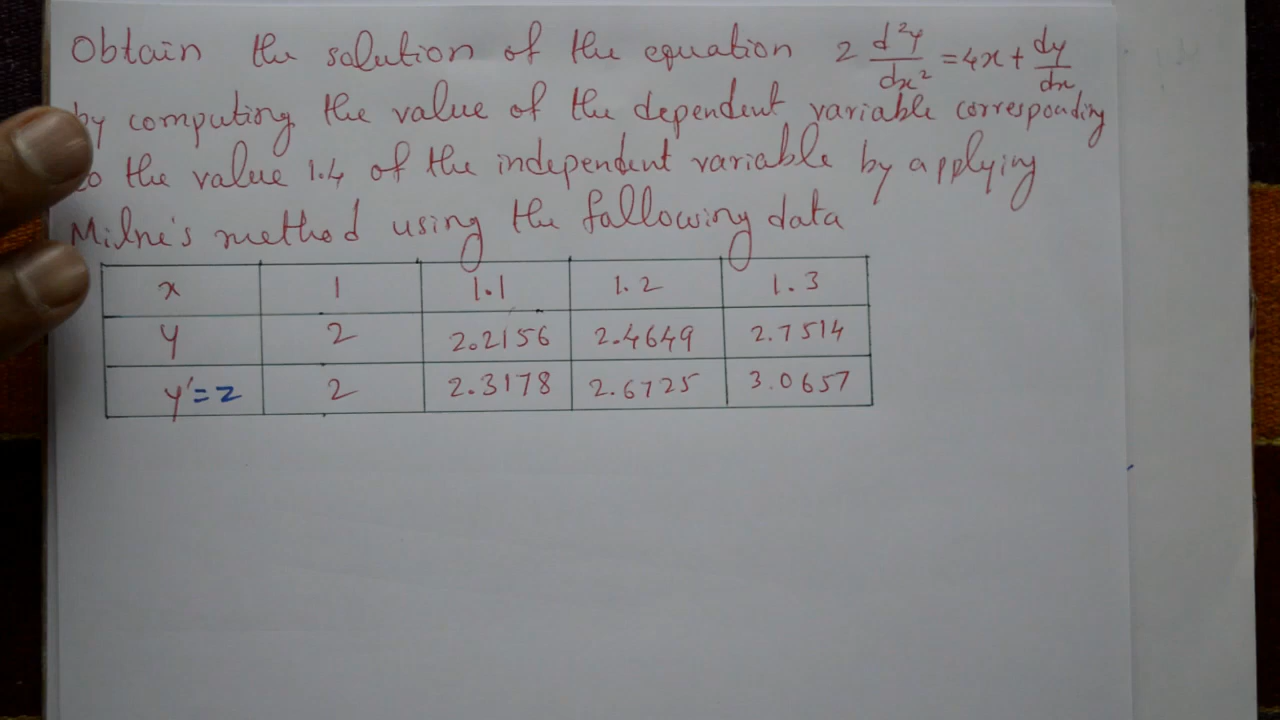 Obtain the solution of the equation 2 d²y/dx² = 4x + dy/dx
by computing the value of the dependent variable corresponding
to the value 1.4 of the independent variable by applying
Milne's method using the following data
x 1 1.1 1.2 1.3
y 2 2.2156 2.4649 2.7514
y' = z 2 2.3178 2.6725 3.0657